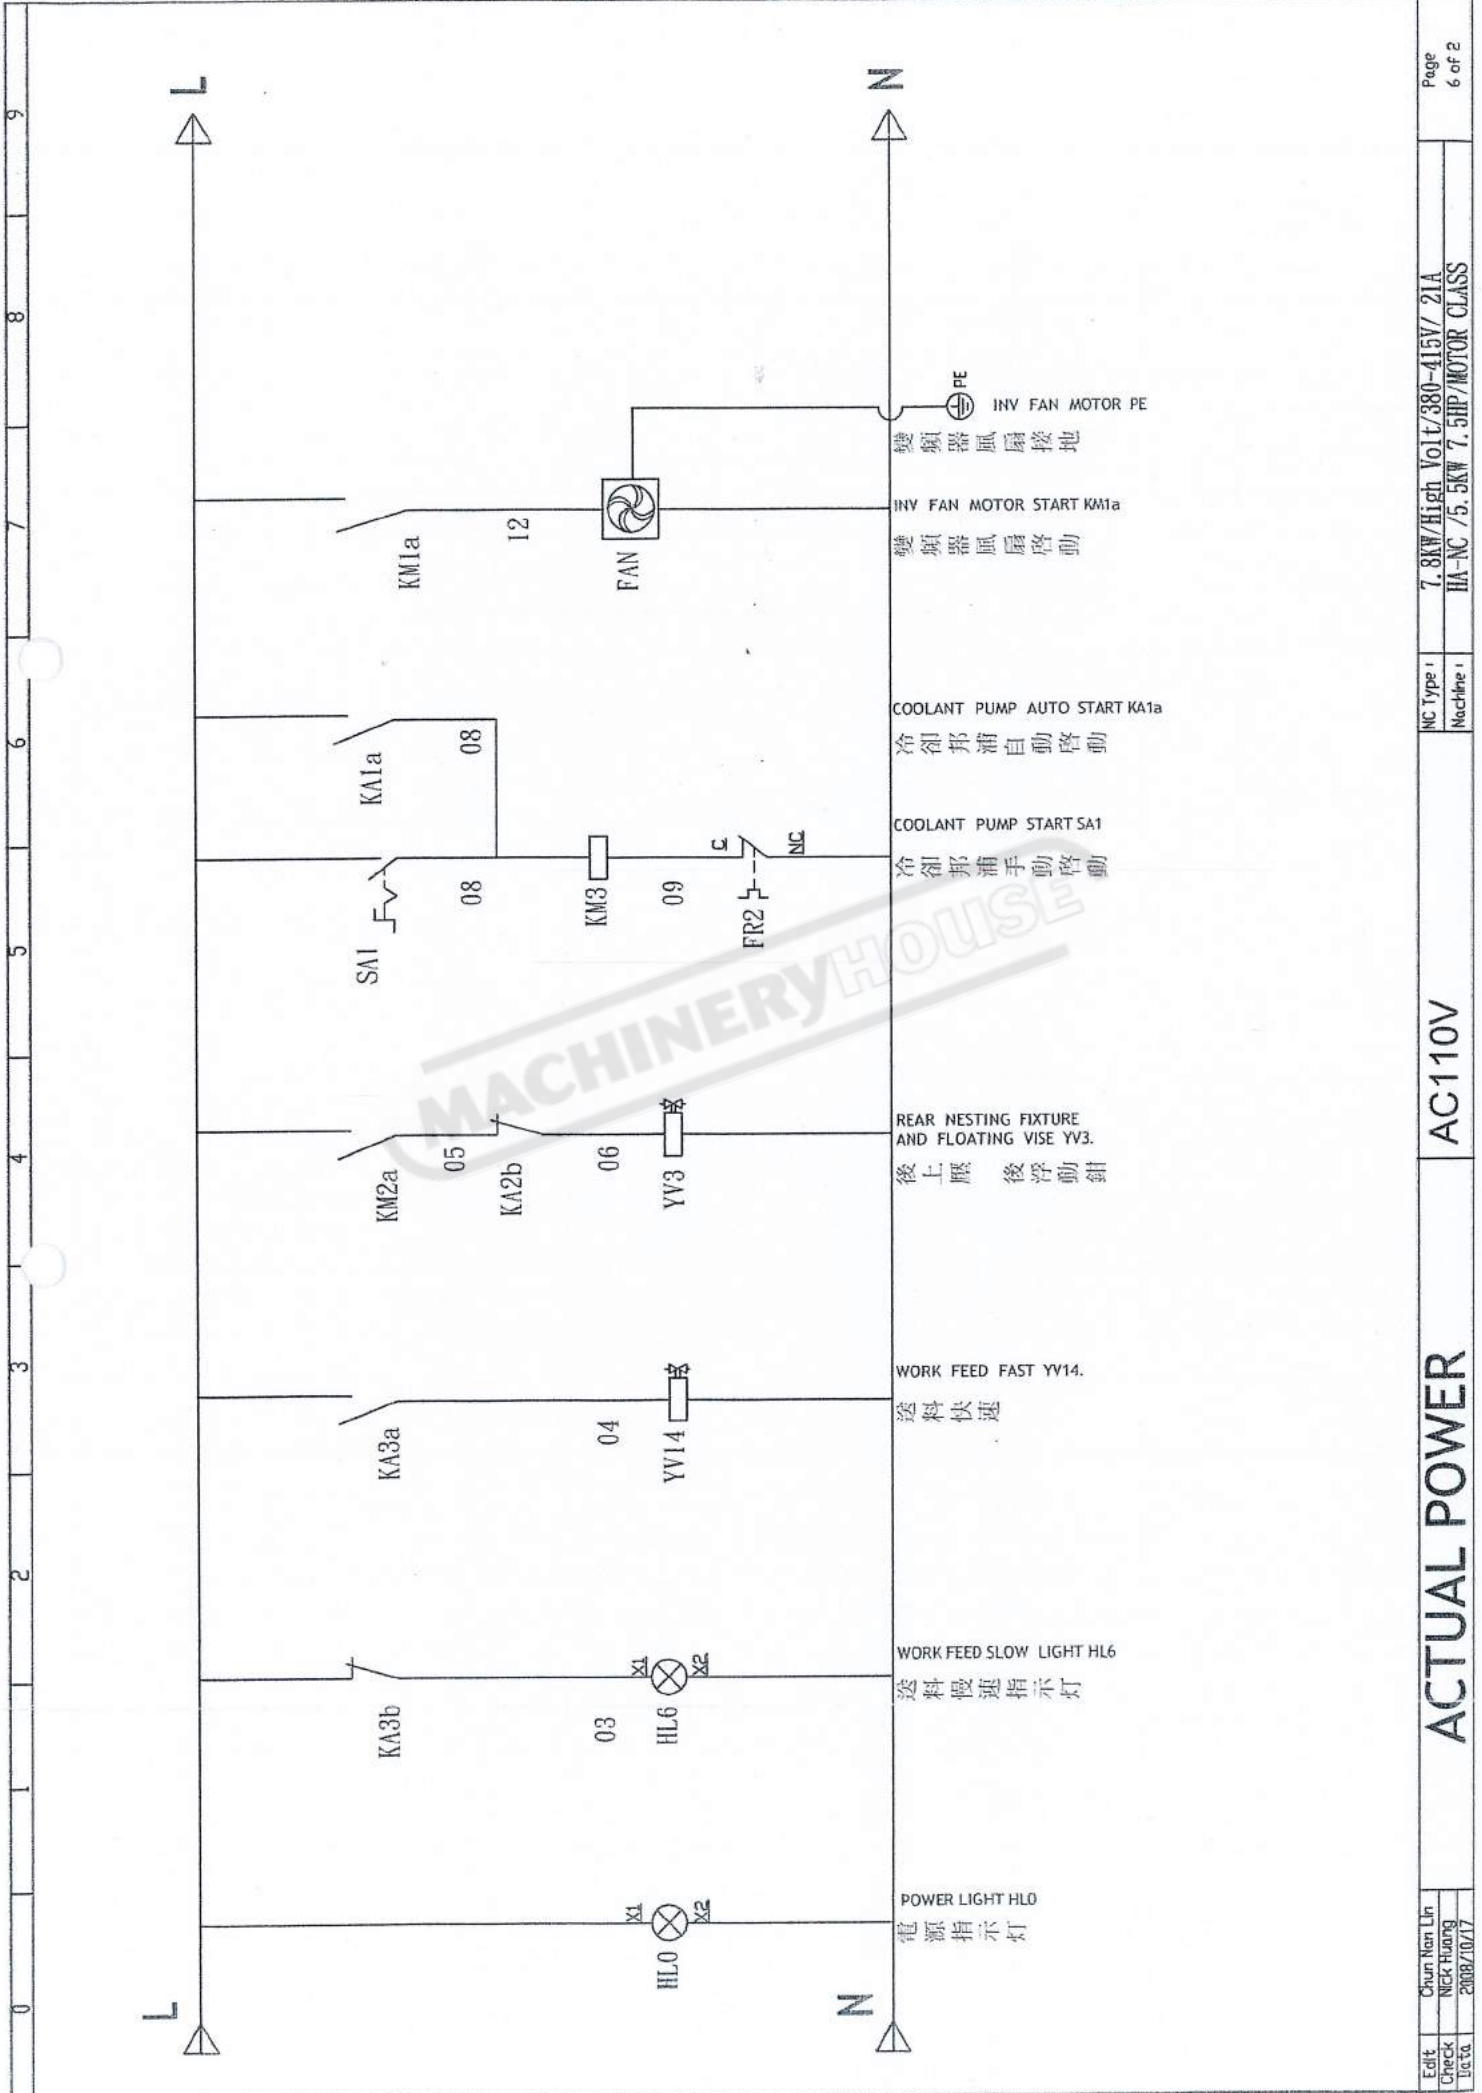 0 1 2 3 4 5 6 7 8 9
L
L
KA3b
KA3a
KM2a
05
KA2b
SA1
08
KA1a
08
KM1a
12
03
04
06
KM3
09
FAN
X1
HL0
X2
X1
HL6
X2
YV14
YV3
C
FR2
NC
PE
N
N
POWER LIGHT HL0
電源指示灯
WORK FEED SLOW LIGHT HL6
送料慢速指示灯
WORK FEED FAST YV14.
送料快速
REAR NESTING FIXTURE
AND FLOATING VISE YV3.
後上壓 後浮動鉗
COOLANT PUMP START SA1
冷卻邦浦手動啓動
COOLANT PUMP AUTO START KA1a
冷卻邦浦自動啓動
INV FAN MOTOR START KM1a
變頻器風扇啓動
INV FAN MOTOR PE
變頻器風扇接地
MACHINERYHOUSE
Edit Chun Nan Lin
Check Nick Huang
Data 2008/10/17
ACTUAL POWER
AC110V
NC Type: 7.8KW/High Volt/380-415V/ 21A
Machine: HA-NC /5.5KW 7.5HP/MOTOR CLASS
Page
6 of 2